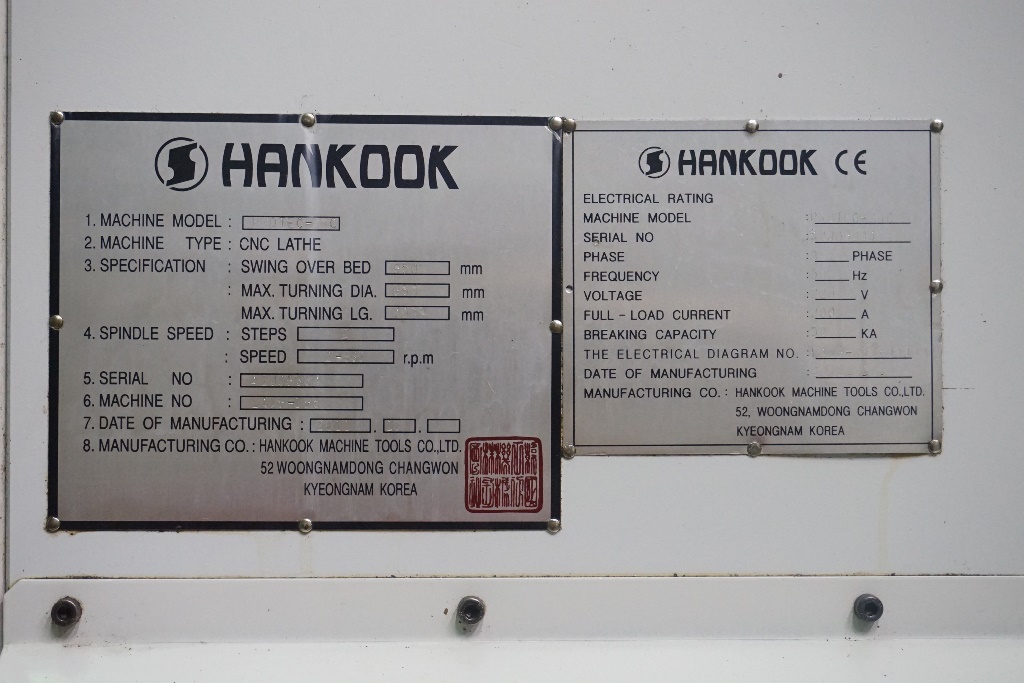 HANKOOK
1. MACHINE MODEL :
2. MACHINE TYPE : CNC LATHE
3. SPECIFICATION : SWING OVER BED mm
: MAX. TURNING DIA. mm
MAX. TURNING LG. mm
4. SPINDLE SPEED : STEPS
: SPEED r.p.m
5. SERIAL NO :
6. MACHINE NO :
7. DATE OF MANUFACTURING : . .
8. MANUFACTURING CO. : HANKOOK MACHINE TOOLS CO.,LTD.
52 WOONGNAMDONG CHANGWON
KYEONGNAM KOREA
HANKOOK CE
ELECTRICAL RATING
MACHINE MODEL :
SERIAL NO :
PHASE : PHASE
FREQUENCY : Hz
VOLTAGE : V
FULL - LOAD CURRENT : A
BREAKING CAPACITY : KA
THE ELECTRICAL DIAGRAM NO. :
DATE OF MANUFACTURING :
MANUFACTURING CO. : HANKOOK MACHINE TOOLS CO.,LTD.
52, WOONGNAMDONG CHANGWON
KYEONGNAM KOREA